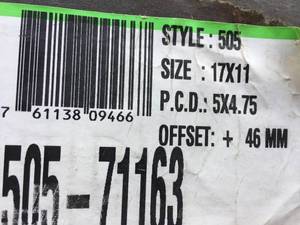 STYLE : 505
SIZE : 17X11
P.C.D.: 5X4.75
OFFSET: + 46 MM
7 61138 09466
505-71163